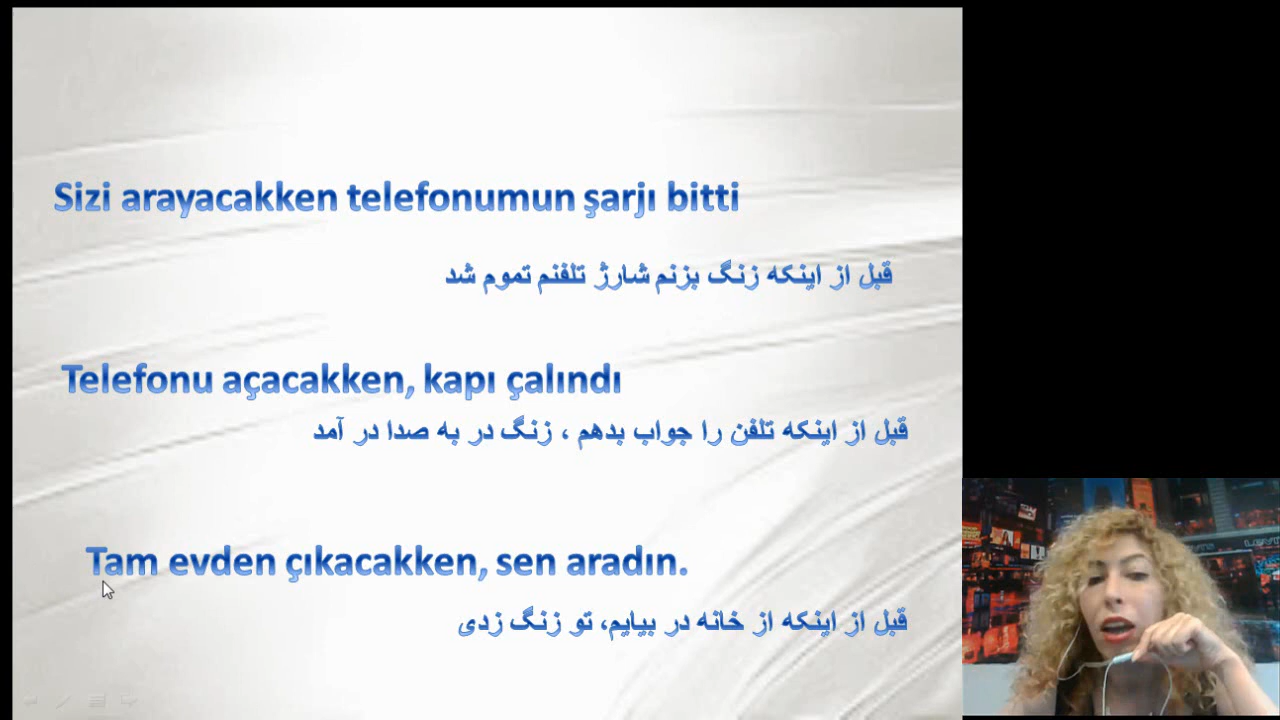 Sizi arayacakken telefonumun şarjı bitti
قبل از اینکه زنگ بزنم شارژ تلفنم تموم شد
Telefonu açacakken, kapı çalındı
قبل از اینکه تلفن را جواب بدهم ، زنگ در به صدا در آمد
Tam evden çıkacakken, sen aradın.
قبل از اینکه از خانه در بیایم، تو زنگ زدی